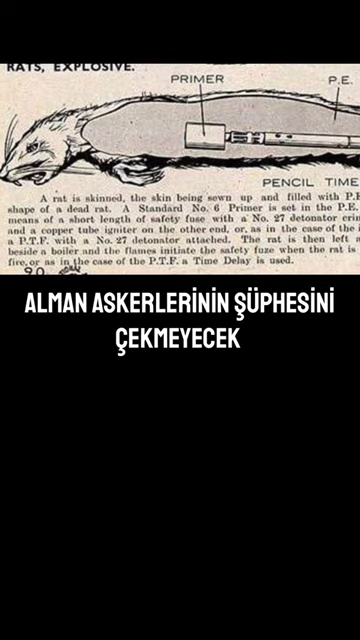 RATS, EXPLOSIVE.
PRIMER
P.E.
PENCIL TIME
A rat is skinned, the skin being sewn up and filled with P.E
shape of a dead rat. A Standard No. 6 Primer is set in the P.E.
means of a short length of safety fuse with a No. 27 detonator crim
and a copper tube igniter on the other end, or, as in the case of the
a P.T.F. with a No. 27 detonator attached. The rat is then left
beside a boiler and the flames initiate the safety fuse when the rat is
fire, or as in the case of the P.T.F. a Time Delay is used.
ALMAN ASKERLERİNİN ŞÜPHESİNİ
ÇEKMEYECEK